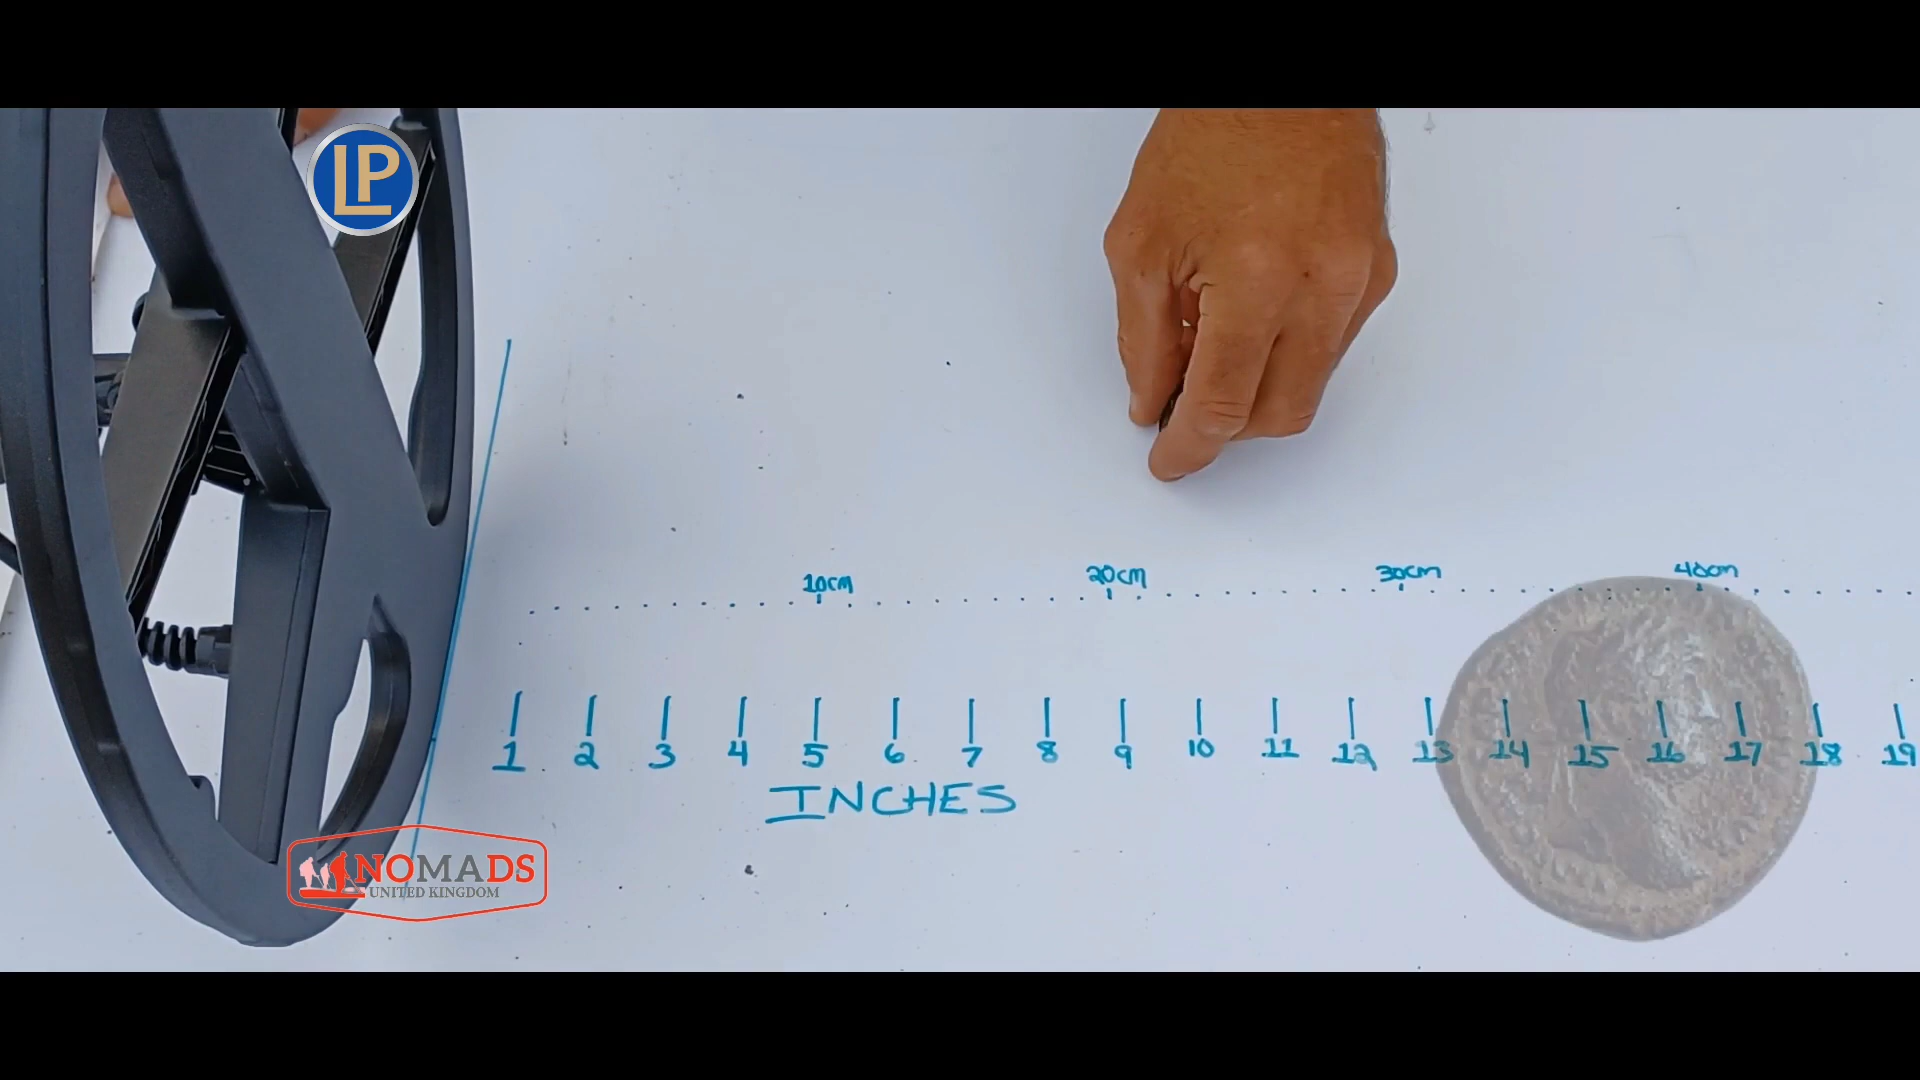 LP
10cm 20cm 30cm 40cm
1 2 3 4 5 6 7 8 9 10 11 12 13 14 15 16 17 18 19
INCHES
NOMADS
UNITED KINGDOM